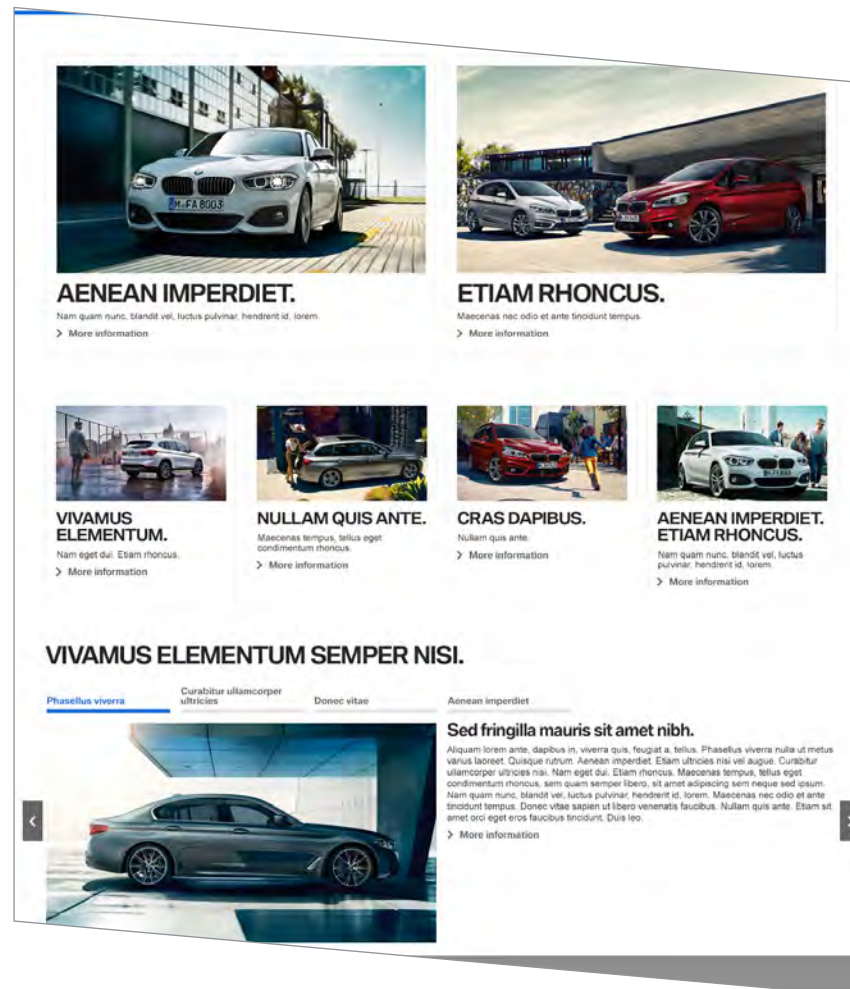 M-FA 8003
AENEAN IMPERDIET.
Nam quam nunc, blandit vel, luctus pulvinar, hendrerit id, lorem.
More information
ETIAM RHONCUS.
Maecenas nec odio et ante tincidunt tempus.
More information
VIVAMUS
ELEMENTUM.
Nam eget dui. Etiam rhoncus.
More information
NULLAM QUIS ANTE.
Maecenas tempus, tellus eget
condimentum rhoncus.
More information
CRAS DAPIBUS.
Nullam quis ante.
More information
AENEAN IMPERDIET.
ETIAM RHONCUS.
Nam quam nunc, blandit vel, luctus
pulvinar, hendrerit id, lorem.
More information
VIVAMUS ELEMENTUM SEMPER NISI.
Phasellus viverra
Curabitur ullamcorper
ultricies
Donec vitae
Aenean imperdiet
Sed fringilla mauris sit amet nibh.
Aliquam lorem ante, dapibus in, viverra quis, feugiat a, tellus. Phasellus viverra nulla ut metus
varius laoreet. Quisque rutrum. Aenean imperdiet. Etiam ultricies nisi vel augue. Curabitur
ullamcorper ultricies nisi. Nam eget dui. Etiam rhoncus. Maecenas tempus, tellus eget
condimentum rhoncus, sem quam semper libero, sit amet adipiscing sem neque sed ipsum.
Nam quam nunc, blandit vel, luctus pulvinar, hendrerit id, lorem. Maecenas nec odio et ante
tincidunt tempus. Donec vitae sapien ut libero venenatis faucibus. Nullam quis ante. Etiam sit
amet orci eget eros faucibus tincidunt. Duis leo.
More information